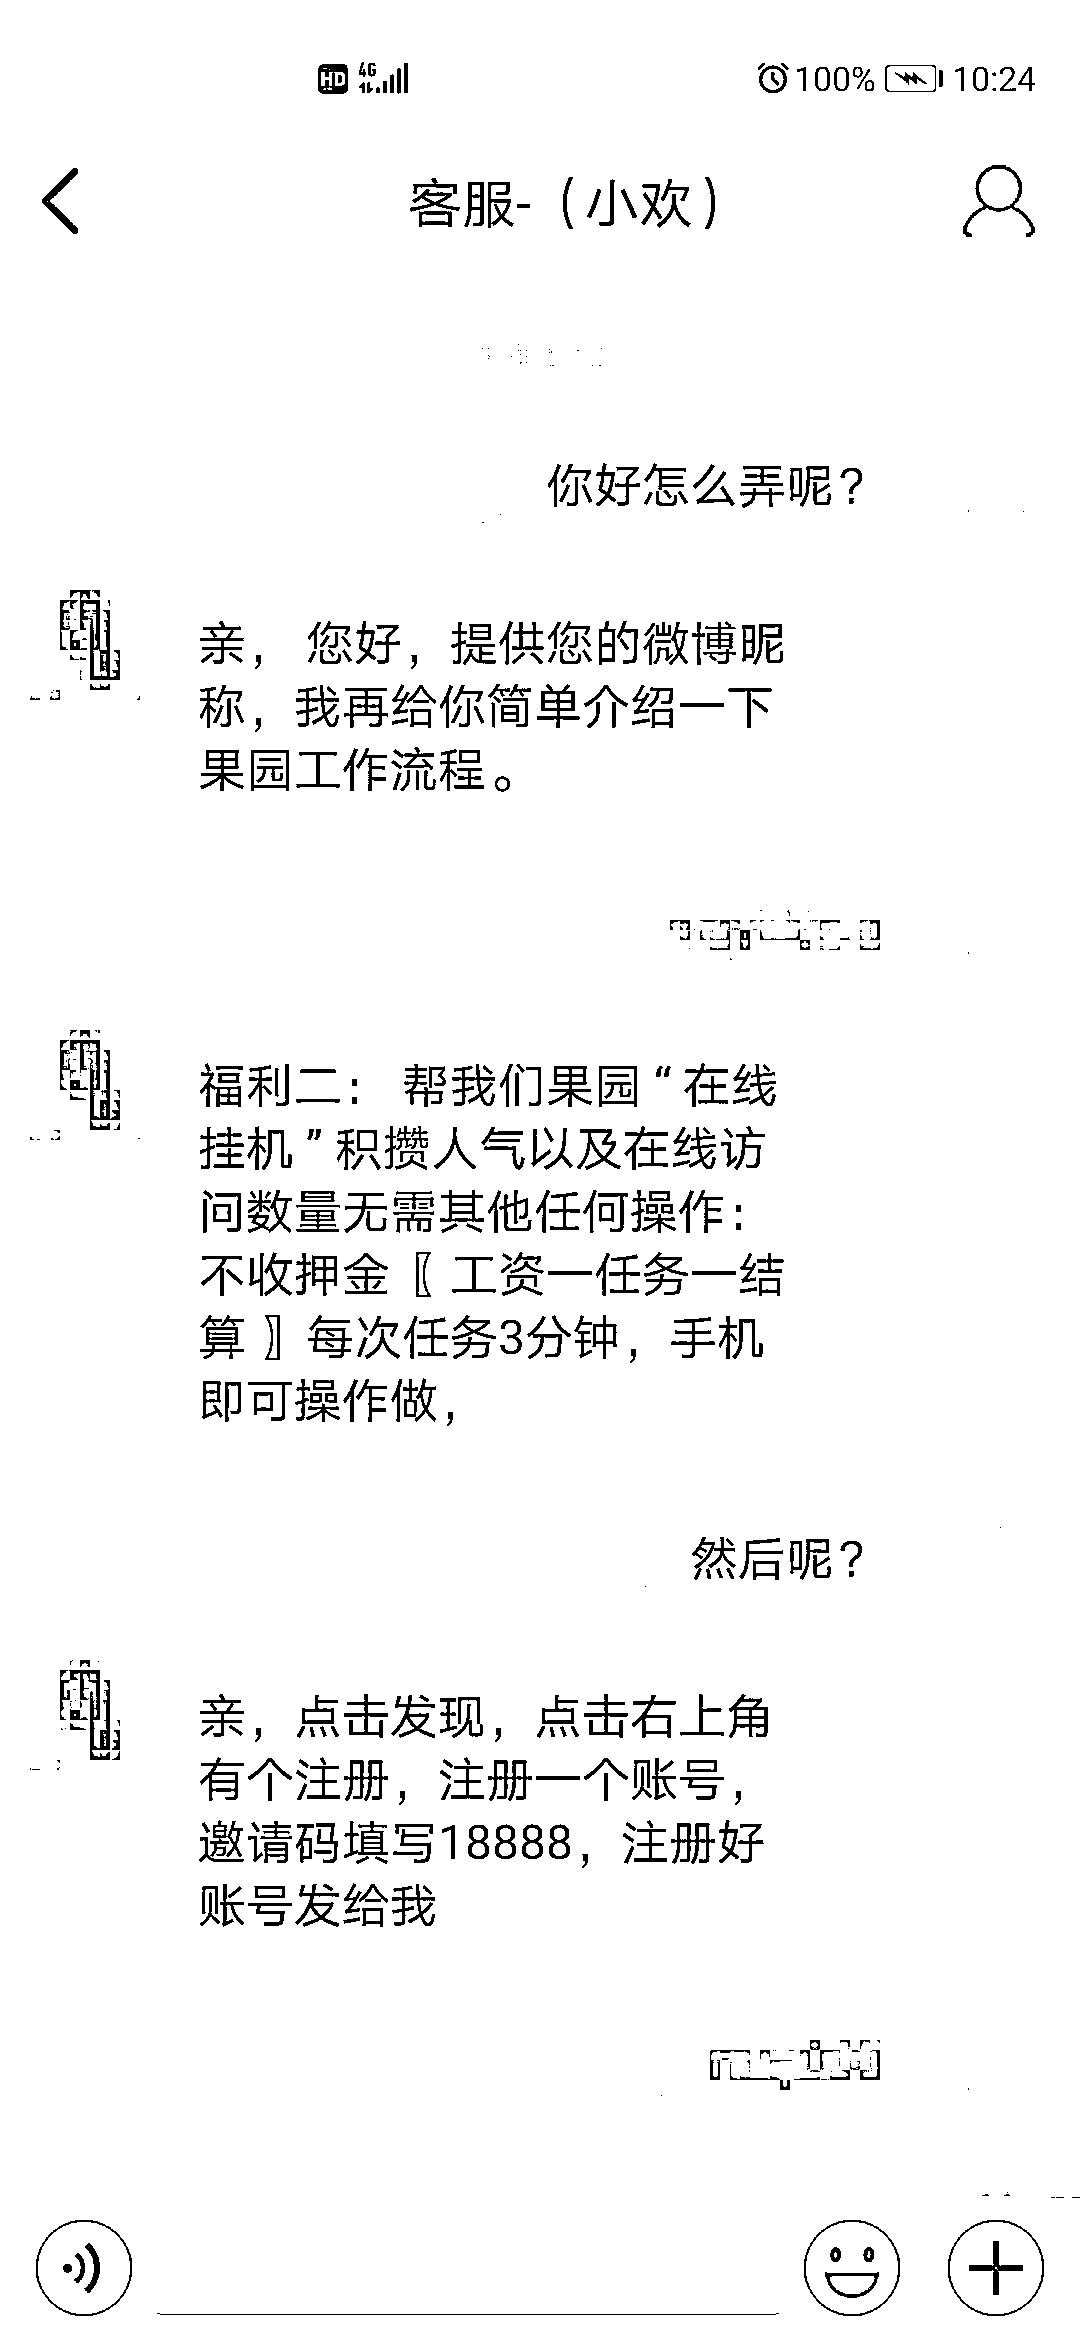 HD 4G 100% 10:24
客服-（小欢）
你好怎么弄呢？
亲， 您好，提供您的微博昵
称，我再给你简单介绍一下
果园工作流程。
福利二： 帮我们果园“在线
挂机”积攒人气以及在线访
问数量无需其他任何操作：
不收押金〖 工资一任务一结
算 〗每次任务3分钟，手机
即可操作做，
然后呢？
亲，点击发现，点击右上角
有个注册，注册一个账号，
邀请码填写18888，注册好
账号发给我